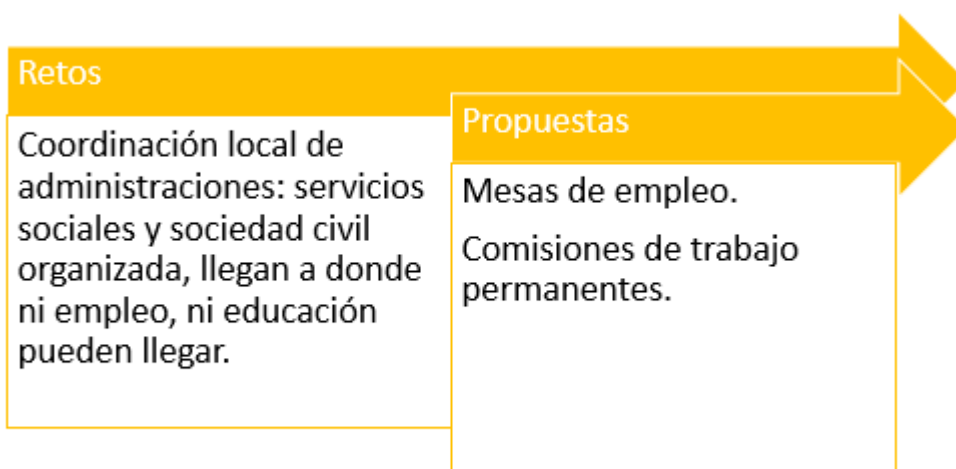 Retos
Coordinación local de
administraciones: servicios
sociales y sociedad civil
organizada, llegan a donde
ni empleo, ni educación
pueden llegar.
Propuestas
Mesas de empleo.
Comisiones de trabajo
permanentes.